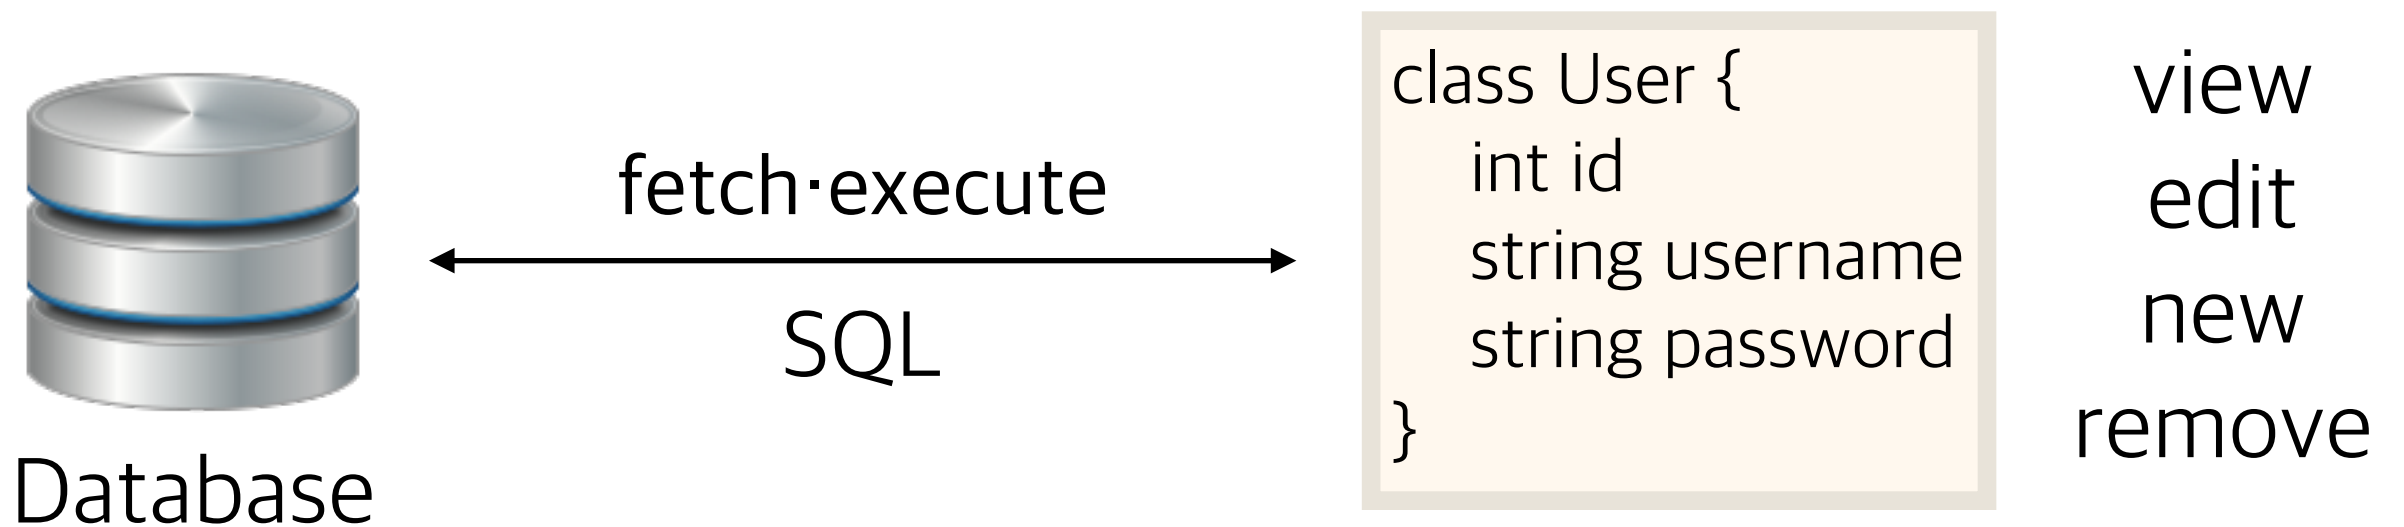 Database
fetch·execute
SQL
class User {
int id
string username
string password
}
view
edit
new
remove